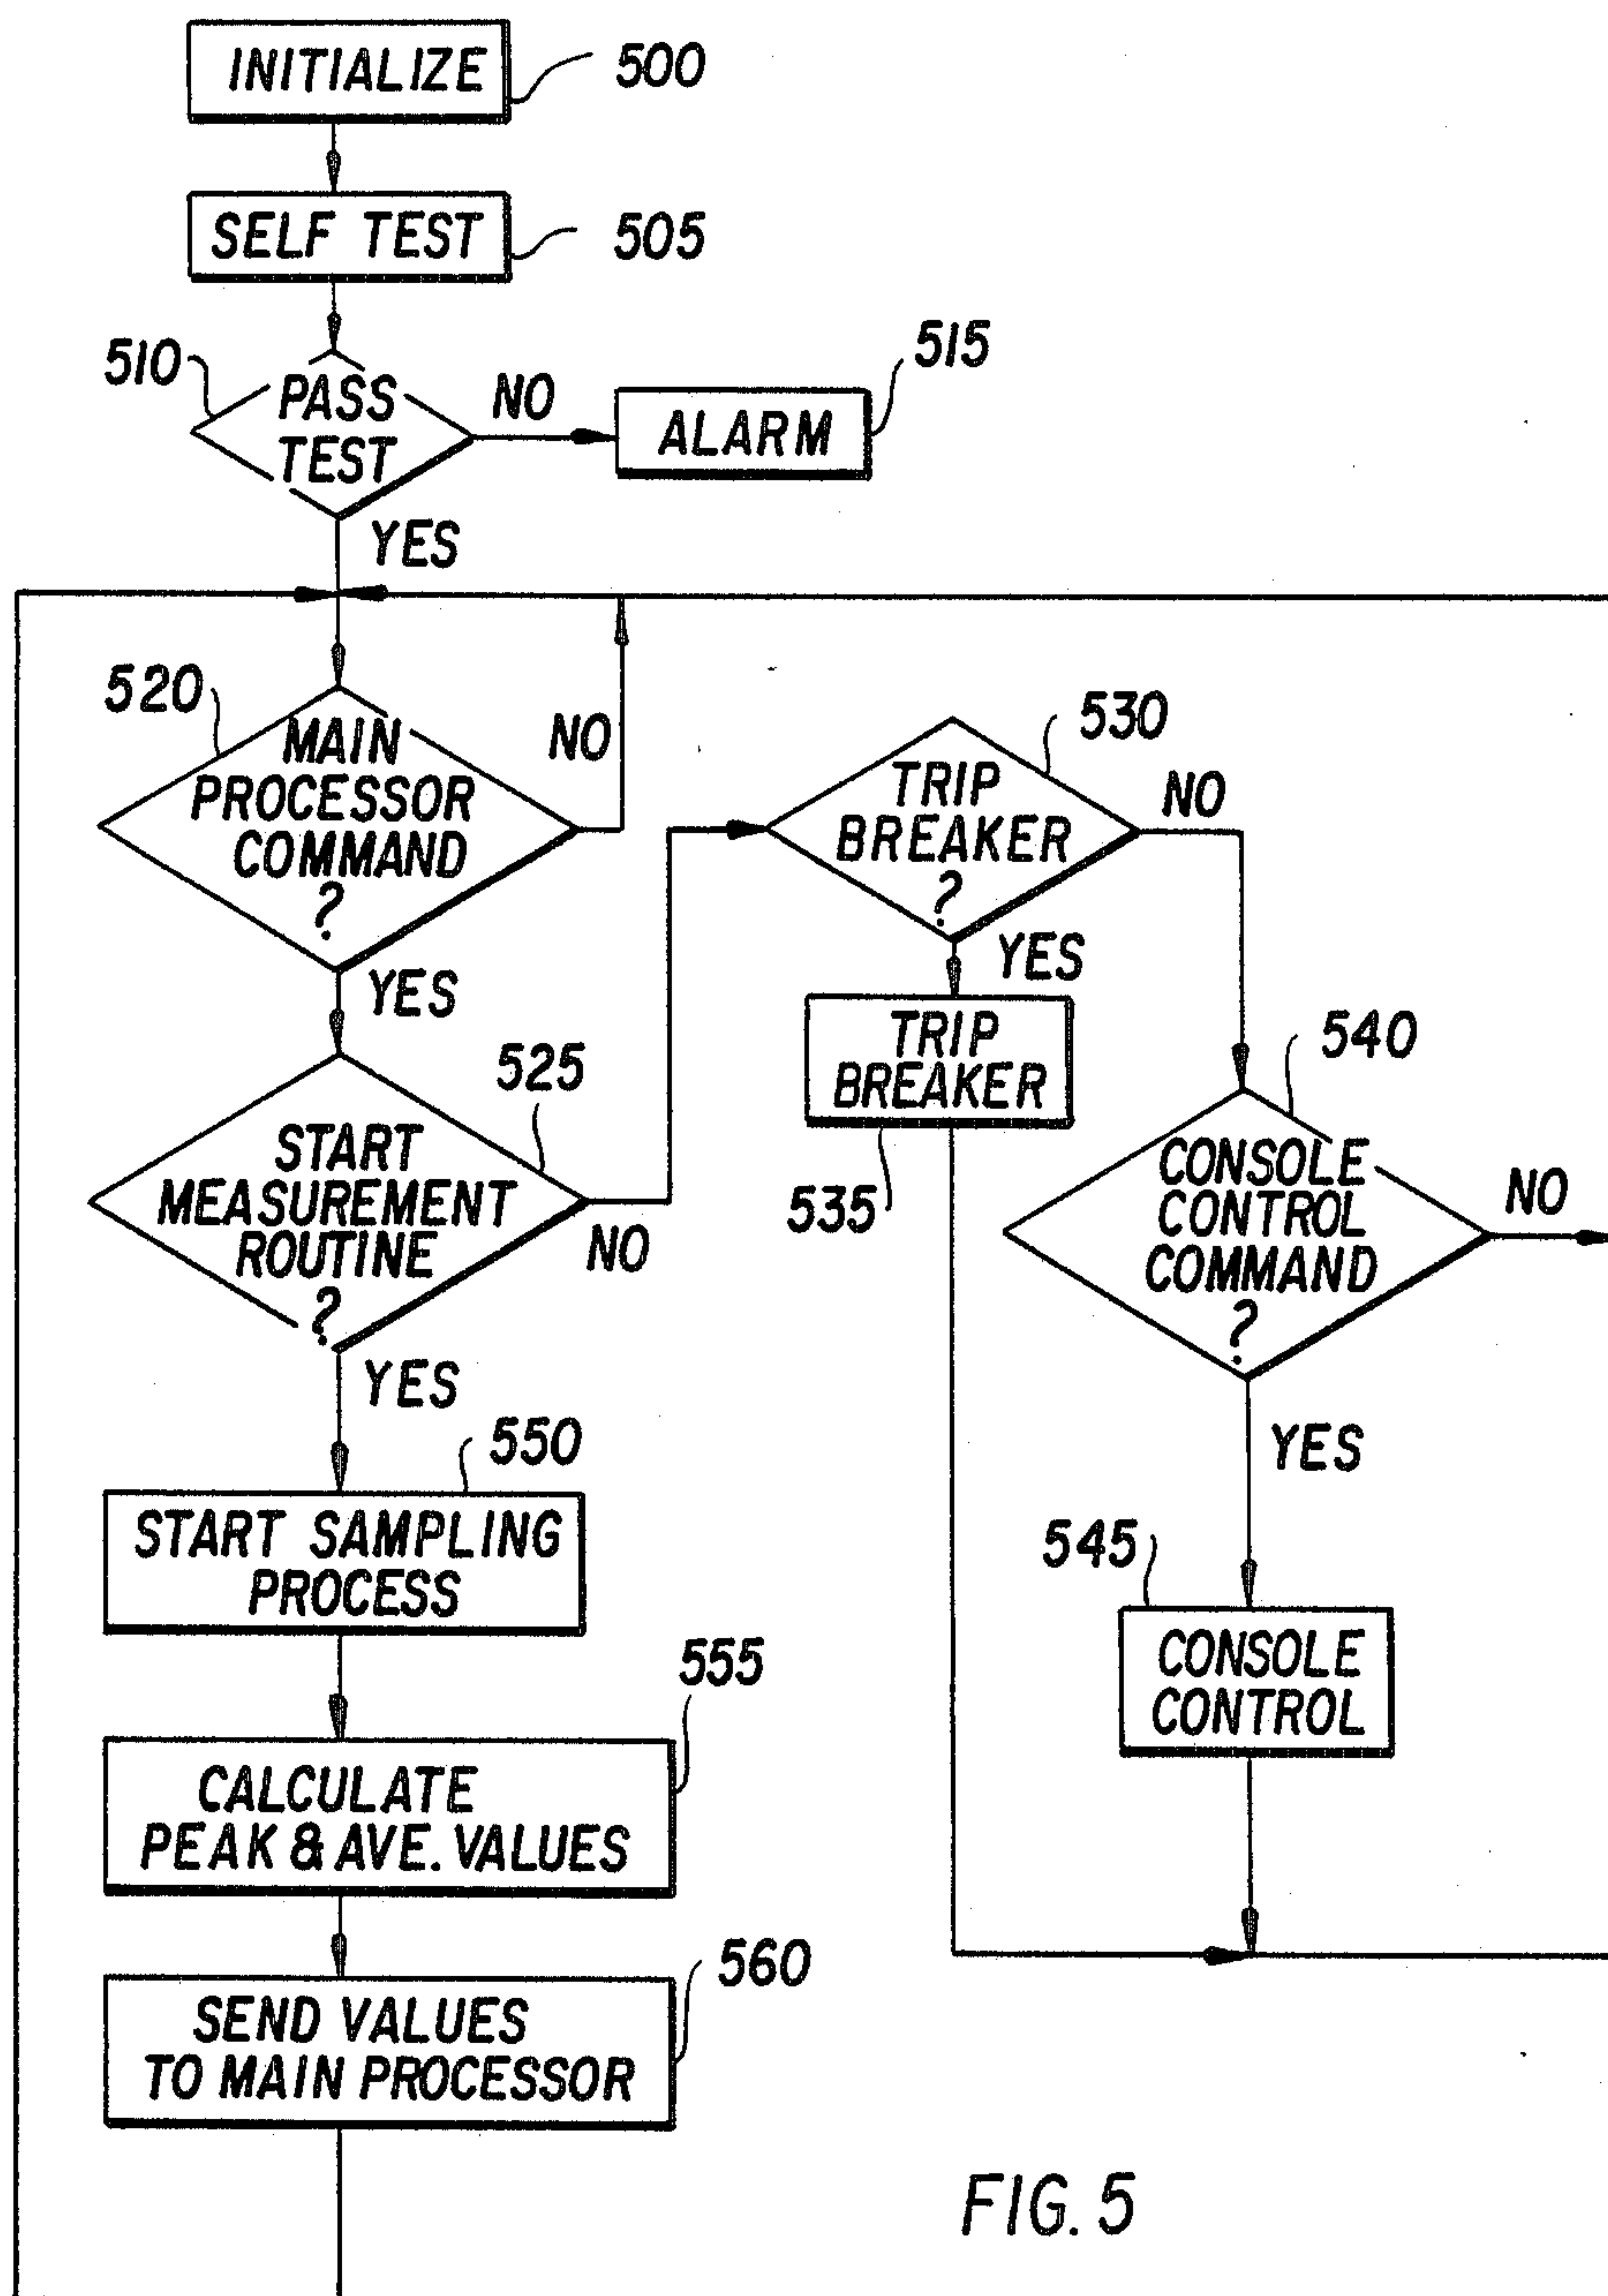 INITIALIZE
500
SELF TEST
505
510
PASS
TEST
NO
ALARM
515
YES
520
MAIN
PROCESSOR
COMMAND
?
NO
YES
530
TRIP
BREAKER
?
NO
YES
TRIP
BREAKER
535
525
START
MEASUREMENT
ROUTINE
?
NO
YES
540
CONSOLE
CONTROL
COMMAND
?
NO
YES
550
START SAMPLING
PROCESS
545
CONSOLE
CONTROL
555
CALCULATE
PEAK & AVE. VALUES
560
SEND VALUES
TO MAIN PROCESSOR
FIG. 5